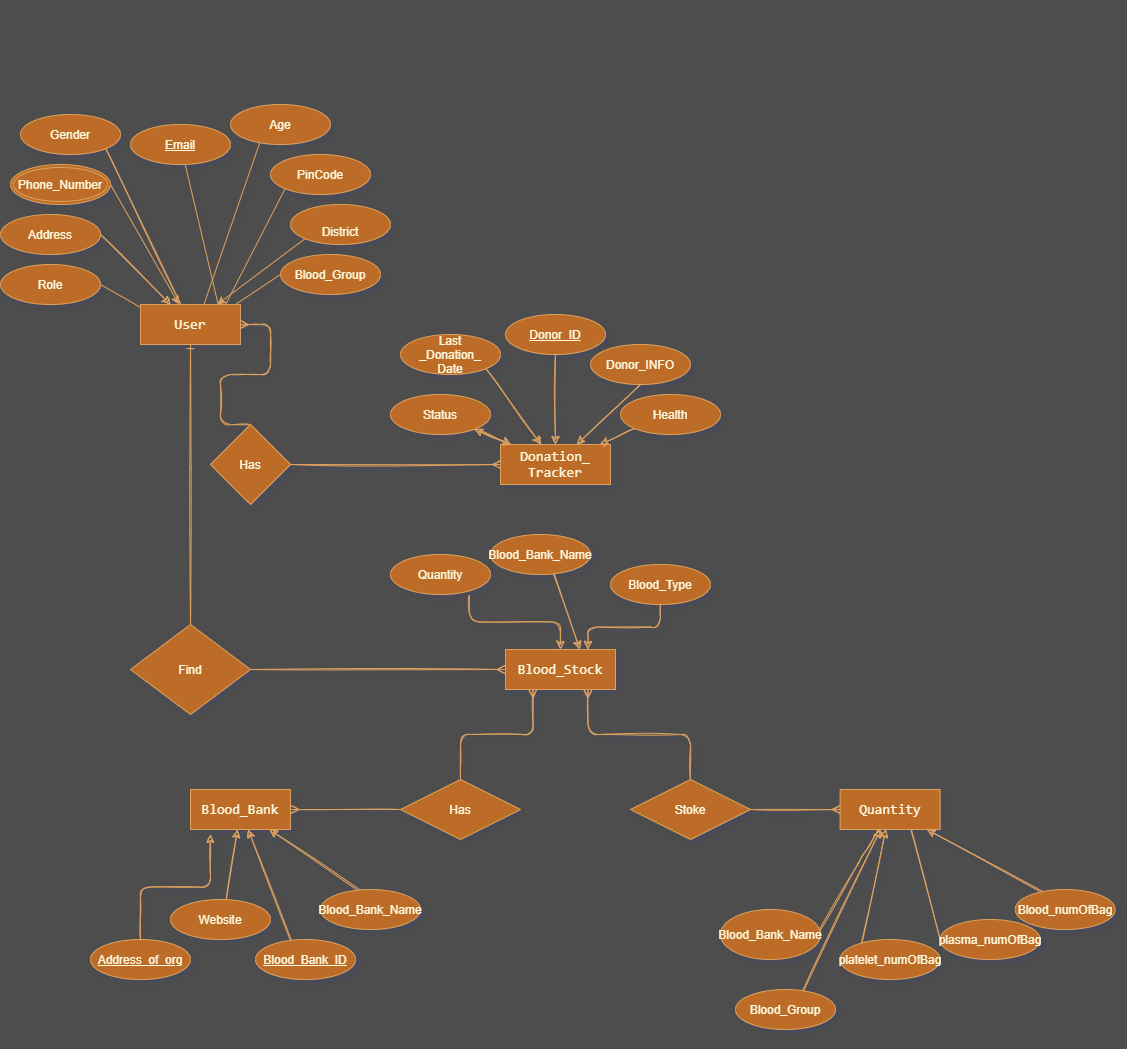 Age
Gender
Email
PinCode
Phone_Number
District
Address
Blood_Group
Role
User
Donor_ID
Last
_Donation_
Date
Donor_INFO
Status
Health
Has
Donation_
Tracker
Blood_Bank_Name
Quantity
Blood_Type
Find
Blood_Stock
Blood_Bank
Has
Stoke
Quantity
Blood_Bank_Name
Blood_numOfBag
Website
Blood_Bank_Name
plasma_numOfBag
Address_of_org
Blood_Bank_ID
platelet_numOfBag
Blood_Group